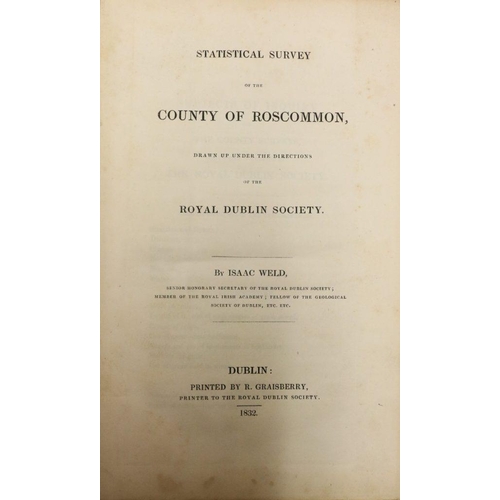 STATISTICAL SURVEY
OF THE
COUNTY OF ROSCOMMON,
DRAWN UP UNDER THE DIRECTIONS
OF THE
ROYAL DUBLIN SOCIETY.
BY ISAAC WELD,
SENIOR HONORARY SECRETARY OF THE ROYAL DUBLIN SOCIETY;
MEMBER OF THE ROYAL IRISH ACADEMY; FELLOW OF THE GEOLOGICAL
SOCIETY OF DUBLIN, ETC. ETC.
DUBLIN:
PRINTED BY R. GRAISBERRY,
PRINTER TO THE ROYAL DUBLIN SOCIETY.
1832.